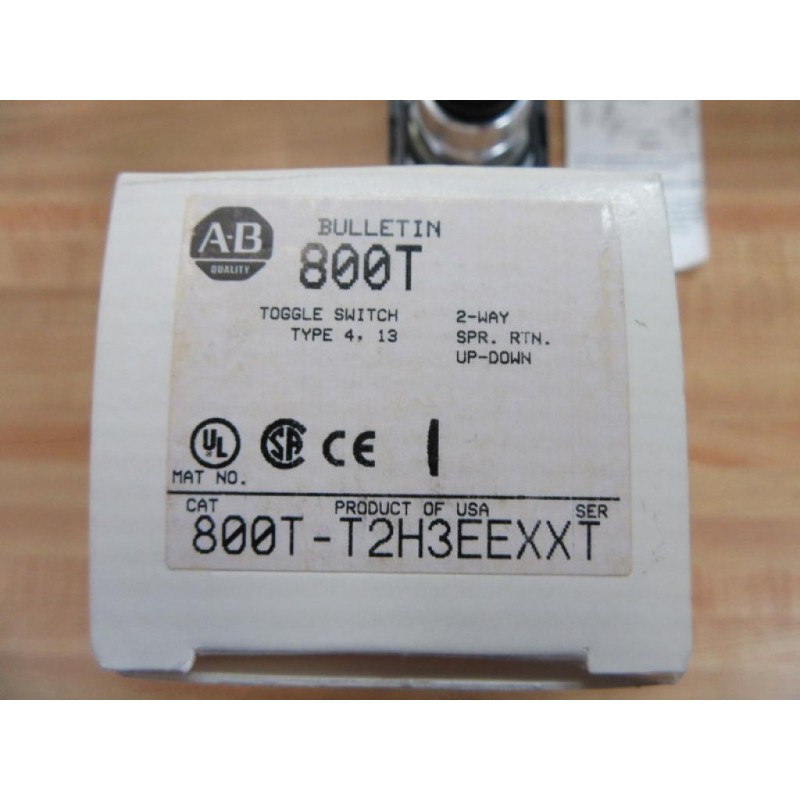 A-B
QUALITY
BULLETIN
800T
TOGGLE SWITCH 2-WAY
TYPE 4, 13 SPR. RTN.
UP-DOWN
UL SA CE
MAT NO.
CAT PRODUCT OF USA SER
800T-T2H3EEXXT